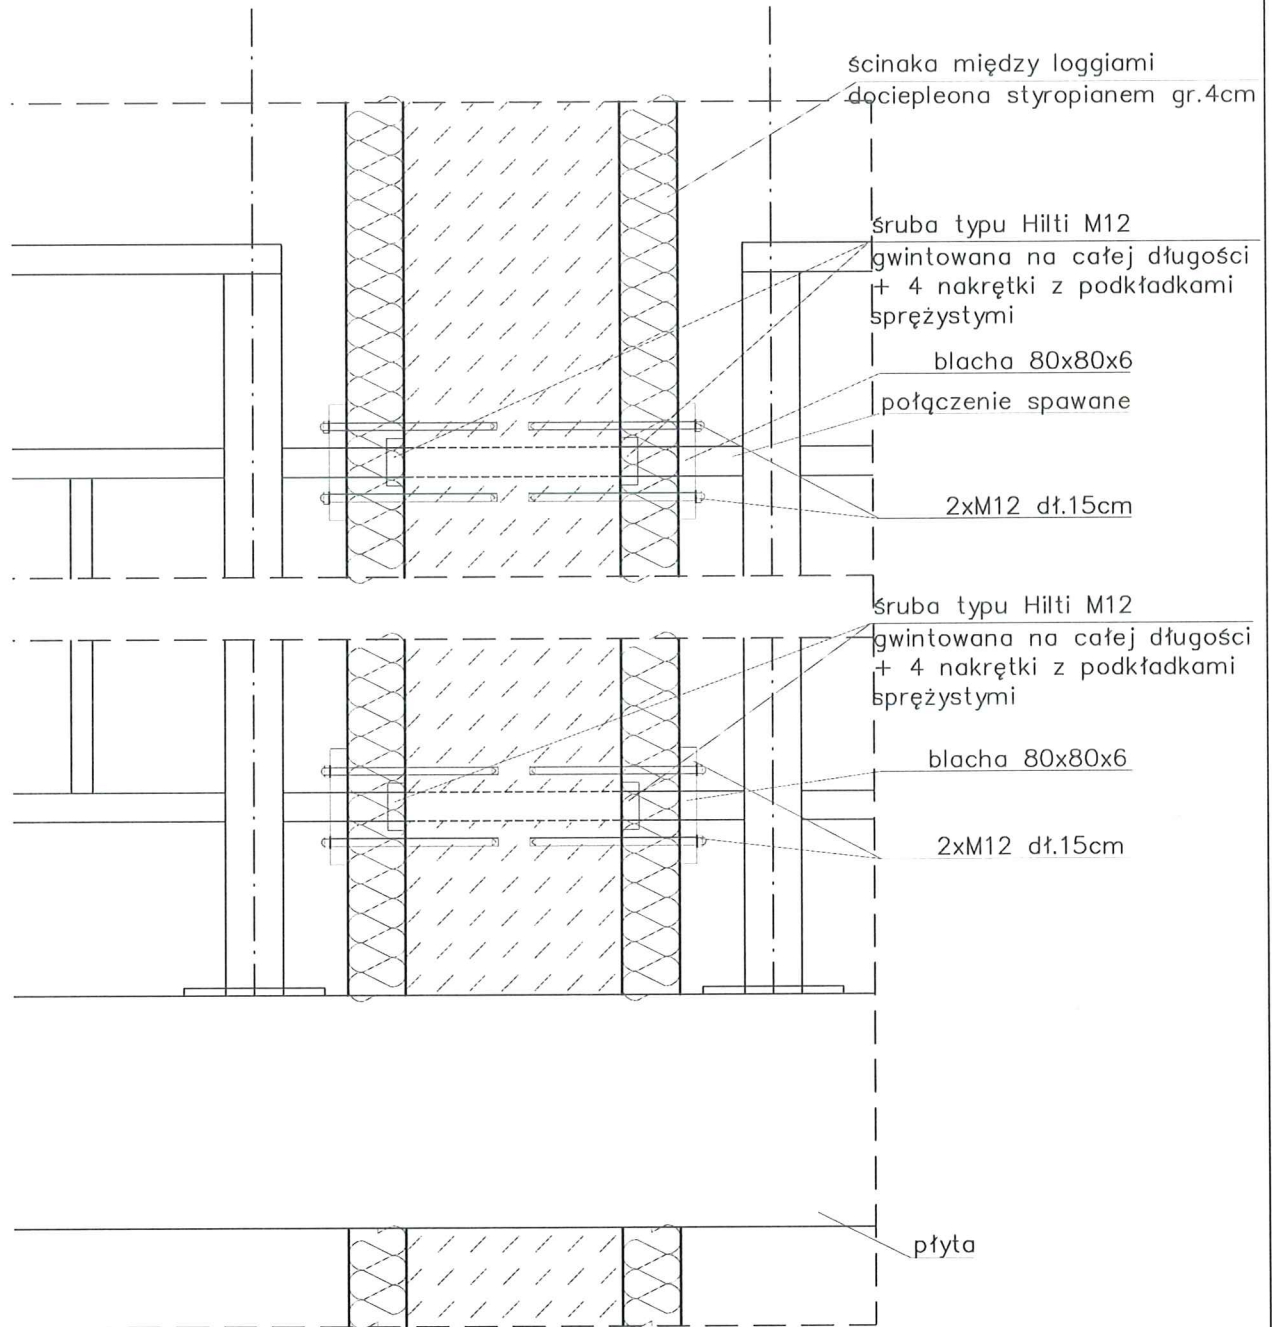 ścinaka między loggiami
dociepleona styropianem gr.4cm
śruba typu Hilti M12
gwintowana na całej długości
+ 4 nakrętki z podkładkami
sprężystymi
blacha 80x80x6
połączenie spawane
2xM12 dł.15cm
śruba typu Hilti M12
gwintowana na całej długości
+ 4 nakrętki z podkładkami
sprężystymi
blacha 80x80x6
2xM12 dł.15cm
płyta